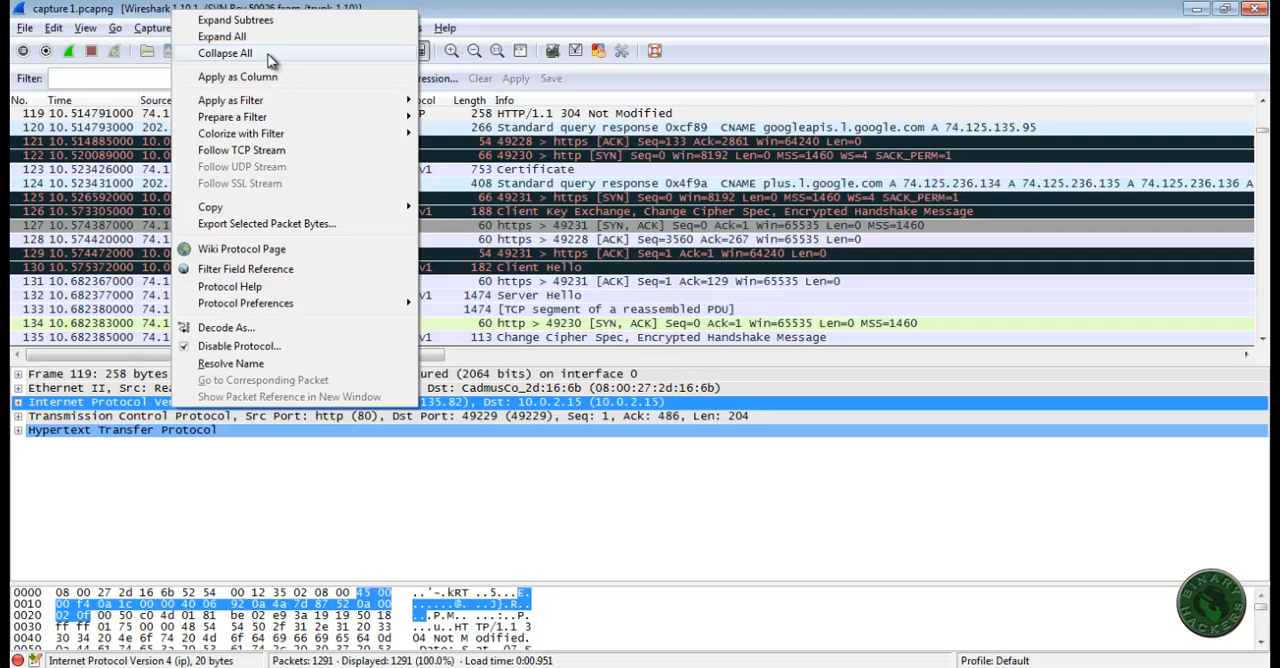 capture 1.pcapng [Wireshark 1.10.1 (SVN Rev 50926 from /trunk-1.10)]
File Edit View Go Capture Help
Filter: Clear Apply Save
No. Time Source Length Info
119 10.514791000 74.1 258 HTTP/1.1 304 Not Modified
120 10.514793000 202. 266 Standard query response 0xcf89 CNAME googleapis.l.google.com A 74.125.135.95
121 10.514885000 10.0 54 49228 > https [ACK] Seq=133 Ack=2861 Win=64240 Len=0
122 10.520089000 10.0 66 49230 > http [SYN] Seq=0 Win=8192 Len=0 MSS=1460 WS=4 SACK_PERM=1
123 10.523426000 74.1 v1 753 Certificate
124 10.523431000 202. 408 Standard query response 0x4f9a CNAME plus.l.google.com A 74.125.236.134 A 74.125.236.135 A 74.125.236.136 A
125 10.526592000 10.0 66 49231 > https [SYN] Seq=0 Win=8192 Len=0 MSS=1460 WS=4 SACK_PERM=1
126 10.573305000 10.0 v1 188 Client Key Exchange, Change Cipher Spec, Encrypted Handshake Message
127 10.574387000 74.1 60 https > 49231 [SYN, ACK] Seq=0 Ack=1 Win=65535 Len=0 MSS=1460
128 10.574420000 74.1 60 https > 49228 [ACK] Seq=3560 Ack=267 Win=65535 Len=0
129 10.574429000 10.0 54 49231 > https [ACK] Seq=1 Ack=1 Win=64240 Len=0
130 10.575372000 10.0 v1 182 Client Hello
131 10.682367000 74.1 60 https > 49231 [ACK] Seq=1 Ack=129 Win=65535 Len=0
132 10.682377000 74.1 v1 1474 Server Hello
133 10.682380000 74.1 1474 [TCP segment of a reassembled PDU]
134 10.682383000 74.1 60 http > 49230 [SYN, ACK] Seq=0 Ack=1 Win=65535 Len=0 MSS=1460
135 10.682385000 74.1 v1 113 Change Cipher Spec, Encrypted Handshake Message
Expand Subtrees
Expand All
Collapse All
Apply as Column
Apply as Filter
Prepare a Filter
Colorize with Filter
Follow TCP Stream
Follow UDP Stream
Follow SSL Stream
Copy
Export Selected Packet Bytes...
Wiki Protocol Page
Filter Field Reference
Protocol Help
Protocol Preferences
Decode As...
Disable Protocol...
Resolve Name
Go to Corresponding Packet
Show Packet Reference in New Window
Frame 119: 258 bytes ured (2064 bits) on interface 0
Ethernet II, Src: Rea Dst: CadmusCo_2d:16:6b (08:00:27:2d:16:6b)
Internet Protocol Ver 135.82), Dst: 10.0.2.15 (10.0.2.15)
Transmission Control Protocol, Src Port: http (80), Dst Port: 49229 (49229), Seq: 1, Ack: 486, Len: 204
Hypertext Transfer Protocol
0000 08 00 27 2d 16 6b 52 54 00 12 35 02 08 00 45 00 ..'-.kRT ..5...E.
0010 00 f4 0a 1c 00 00 40 06 92 0a 4a 7d 87 52 0a 00 ......@. ..J}.R..
0020 02 0f 00 50 c0 4d 01 81 be 02 e9 3a 19 19 50 18 ...P.M.. ...:..P.
0030 ff ff 01 75 00 00 48 54 54 50 2f 31 2e 31 20 33 ...u..HT TP/1.1 3
0040 30 34 20 4e 6f 74 20 4d 6f 64 69 66 69 65 64 0d 04 Not M odified.
BINARY HACKERS
Internet Protocol Version 4 (ip), 20 bytes Packets: 1291 · Displayed: 1291 (100.0%) · Load time: 0:00.951 Profile: Default